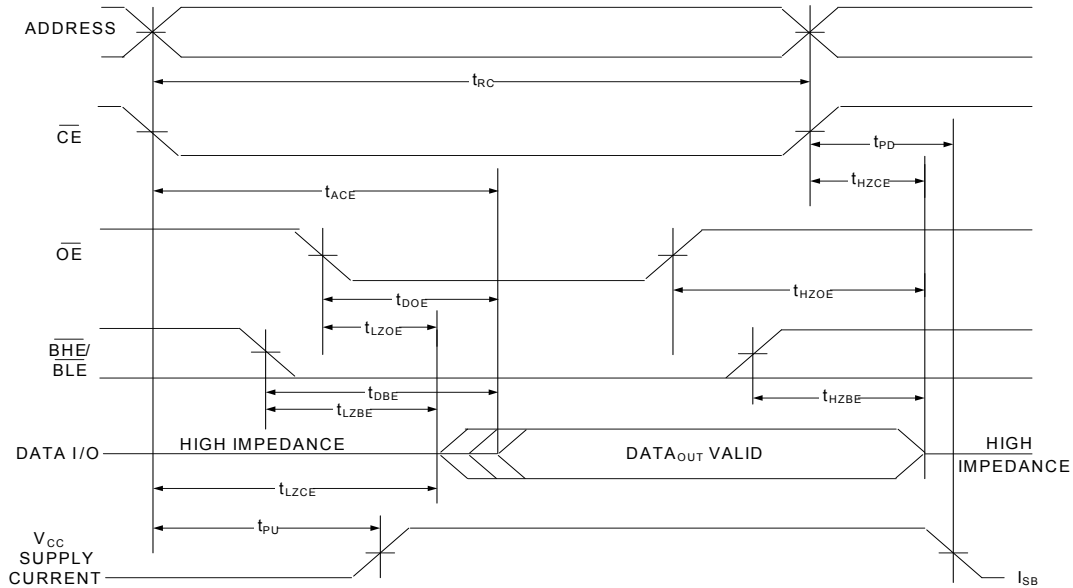 ADDRESS
tRC
CE
tPD
tHZCE
tACE
OE
tDOE
tHZOE
tLZOE
BHE/
BLE
tDBE
tHZBE
tLZBE
DATA I/O
HIGH IMPEDANCE
DATAOUT VALID
HIGH
IMPEDANCE
tLZCE
tPU
VCC
SUPPLY
CURRENT
ISB